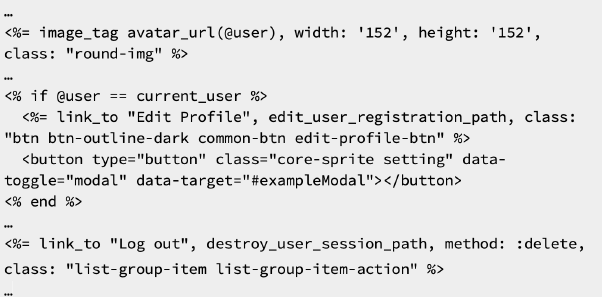 …
<%= image_tag avatar_url(@user), width: '152', height: '152',
class: "round-img" %>
…
<% if @user == current_user %>
  <%= link_to "Edit Profile", edit_user_registration_path, class:
"btn btn-outline-dark common-btn edit-profile-btn" %>
  <button type="button" class="core-sprite setting" data-
toggle="modal" data-target="#exampleModal"></button>
<% end %>
…
<%= link_to "Log out", destroy_user_session_path, method: :delete,
class: "list-group-item list-group-item-action" %>
…